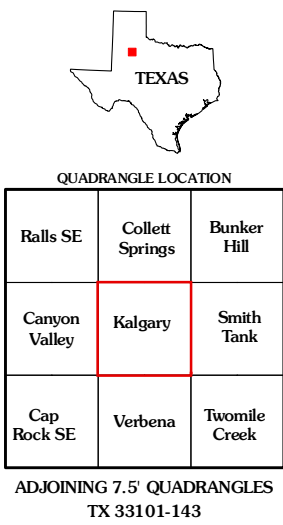 TEXAS
QUADRANGLE LOCATION
Ralls SE
Collett
Springs
Bunker
Hill
Canyon
Valley
Kalgary
Smith
Tank
Cap
Rock SE
Verbena
Twomile
Creek
ADJOINING 7.5' QUADRANGLES
TX 33101-143